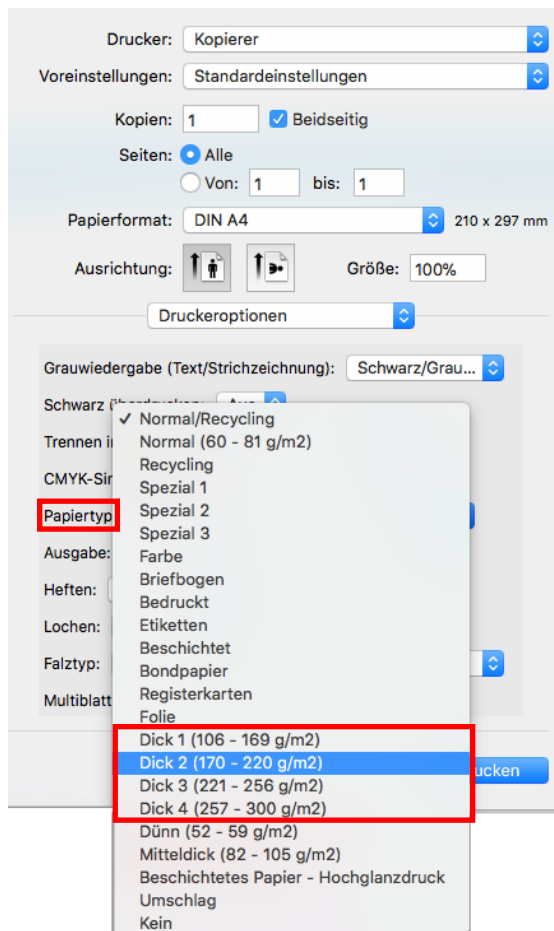 Drucker: Kopierer
Voreinstellungen: Standardeinstellungen
Kopien: 1 Beidseitig
Seiten: Alle
Von: 1 bis: 1
Papierformat: DIN A4 210 x 297 mm
Ausrichtung: Größe: 100%
Druckeroptionen
Grauwiedergabe (Text/Strichzeichnung): Schwarz/Grau...
Schwarz
Trennen
CMYK-Sir
Papiertyp
Ausgabe:
Heften:
Lochen:
Falztyp:
Multiblatt
✓ Normal/Recycling
Normal (60 - 81 g/m2)
Recycling
Spezial 1
Spezial 2
Spezial 3
Farbe
Briefbogen
Bedruckt
Etiketten
Beschichtet
Bondpapier
Registerkarten
Folie
Dick 1 (106 - 169 g/m2)
Dick 2 (170 - 220 g/m2)
Dick 3 (221 - 256 g/m2)
Dick 4 (257 - 300 g/m2)
Dünn (52 - 59 g/m2)
Mitteldick (82 - 105 g/m2)
Beschichtetes Papier - Hochglanzdruck
Umschlag
Kein
ucken